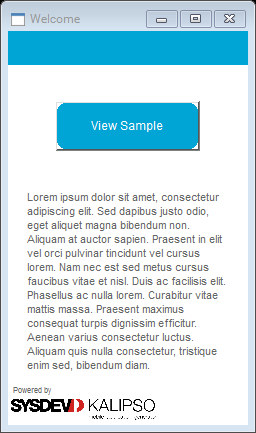 Welcome
View Sample
Lorem ipsum dolor sit amet, consectetur
adipiscing elit. Sed dapibus justo odio,
eget aliquet magna bibendum non.
Aliquam at auctor sapien. Praesent in elit
vel orci pulvinar tincidunt vel cursus
lorem. Nam nec est sed metus cursus
faucibus vitae et nisl. Duis ac facilisis elit.
Phasellus ac nulla lorem. Curabitur vitae
mattis massa. Praesent maximus
consequat turpis dignissim efficitur.
Aenean varius consectetur luctus.
Aliquam quis nulla consectetur, tristique
enim sed, bibendum diam.
Powered by
SYSDEV KALIPSO